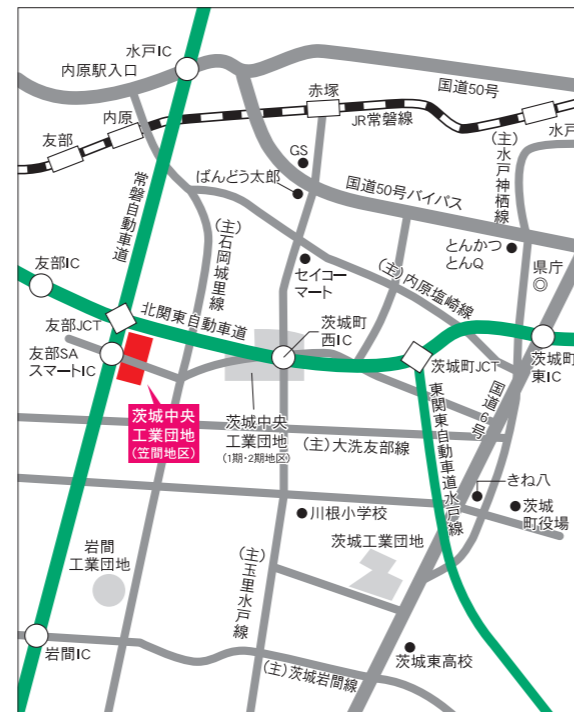 水戸IC
内原駅入口
国道50号
赤塚
内原
JR常磐線
友部
水戸
(主)水戸神栖線
GS
ばんどう太郎
国道50号バイパス
常磐自動車道
(主)石岡城里線
とんかつ
とんQ
県庁
セイコー
マート
(主)内原塩崎線
友部IC
北関東自動車道
友部JCT
茨城町
西IC
友部SA
スマートIC
茨城町JCT
茨城町
東IC
国道6号
茨城中央
工業団地
(笠間地区)
茨城中央
工業団地
(1期・2期地区)
(主)大洗友部線
東関東自動車道水戸線
きね八
川根小学校
茨城
町役場
茨城工業団地
岩間
工業団地
(主)玉里水戸線
岩間IC
茨城東高校
(主)茨城岩間線